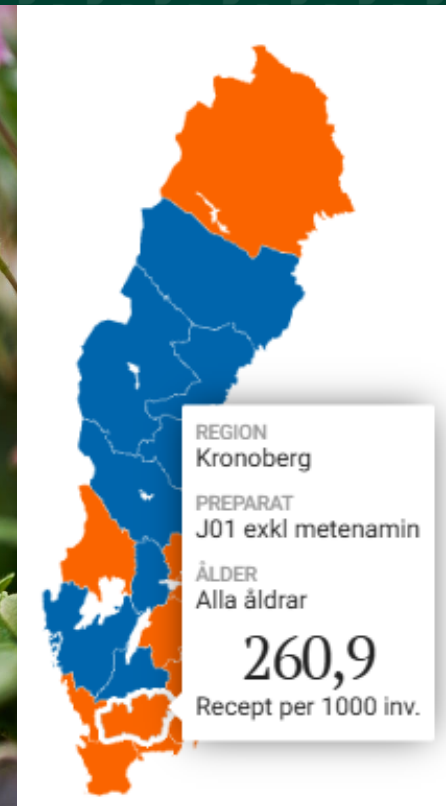 REGION
Kronoberg
PREPARAT
J01 exkl metenamin
ÅLDER
Alla åldrar
260,9
Recept per 1000 inv.